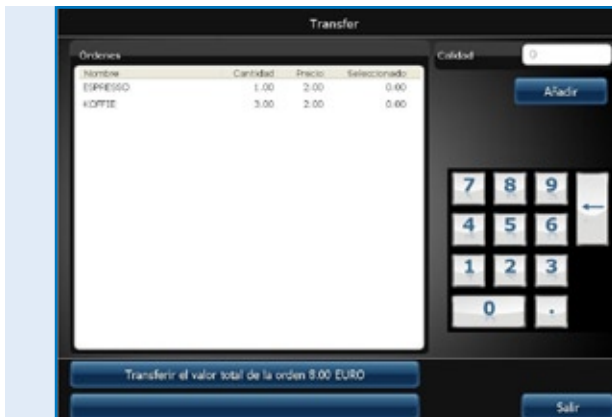 Transfer
Ordenes
Calidad
0
Nombre Cantidad Precio Seleccionado
ESPRESSO 1.00 2.00 0.00
KOFFIE 3.00 2.00 0.00
Añadir
7 8 9 ←
4 5 6
1 2 3
0 .
Transferir el valor total de la orden 8.00 EURO
Salir